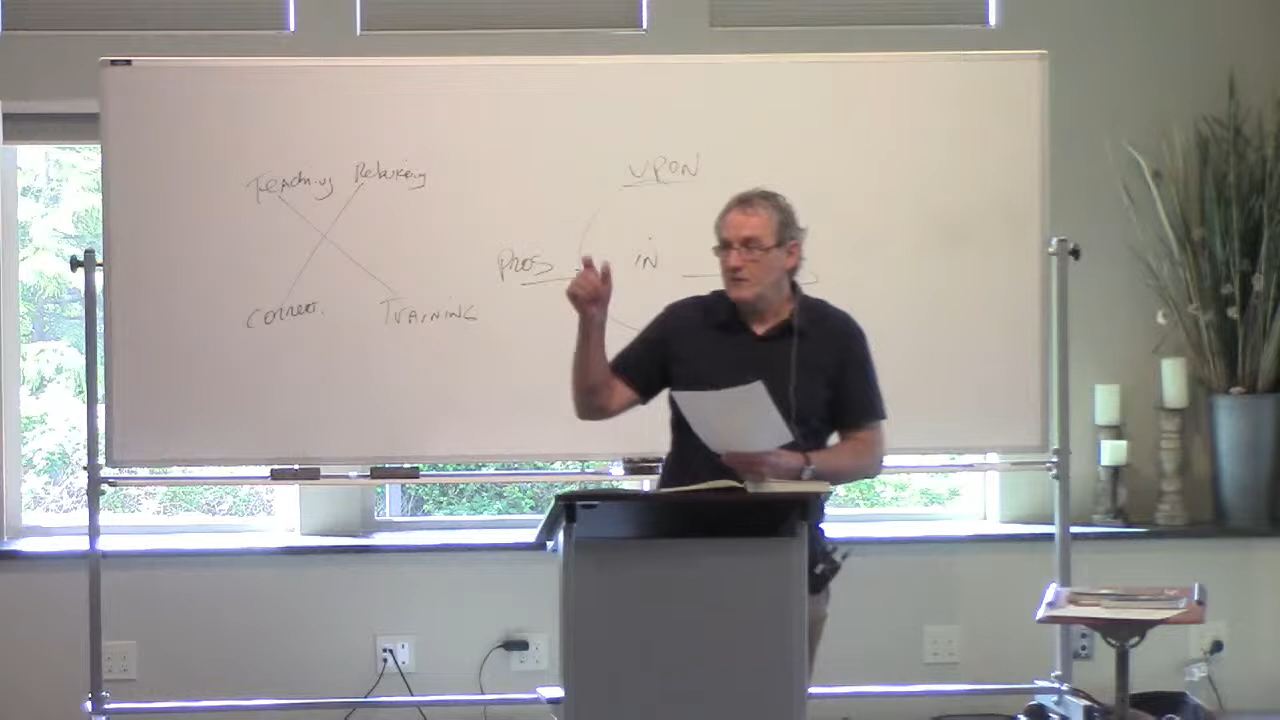 Teaching Rebuking
UPON
PROS
IN
Correct.
TRAINING